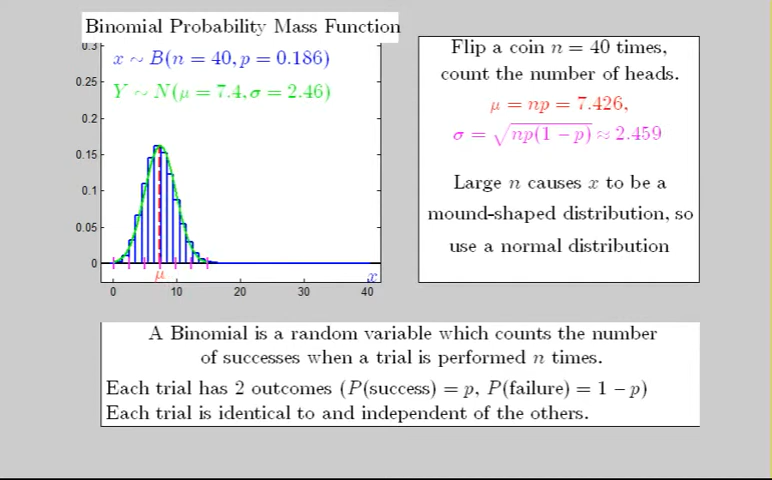 Binomial Probability Mass Function
x ~ B(n = 40, p = 0.186)
Y ~ N(μ = 7.4, σ = 2.46)
0.3
0.25
0.2
0.15
0.1
0.05
0
μ
x
0 10 20 30 40
Flip a coin n = 40 times,
count the number of heads.
μ = np = 7.426,
σ = √np(1 − p) ≈ 2.459
Large n causes x to be a
mound-shaped distribution, so
use a normal distribution
A Binomial is a random variable which counts the number
of successes when a trial is performed n times.
Each trial has 2 outcomes (P(success) = p, P(failure) = 1 − p)
Each trial is identical to and independent of the others.